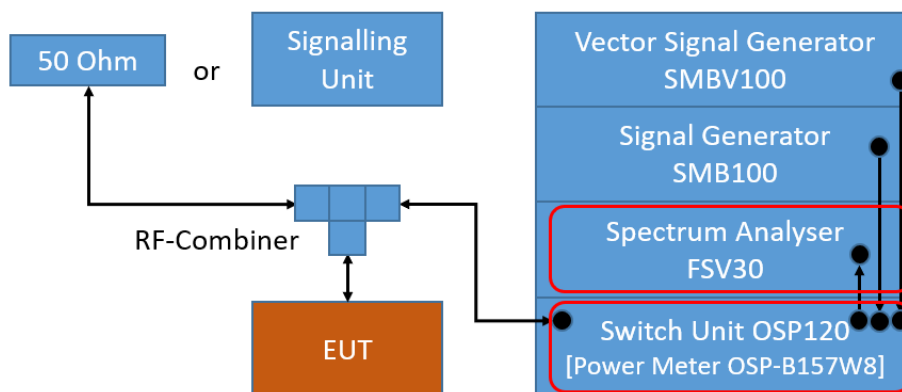 50 Ohm
or
Signalling
Unit
Vector Signal Generator
SMBV100
Signal Generator
SMB100
RF-Combiner
Spectrum Analyser
FSV30
EUT
Switch Unit OSP120
[Power Meter OSP-B157W8]